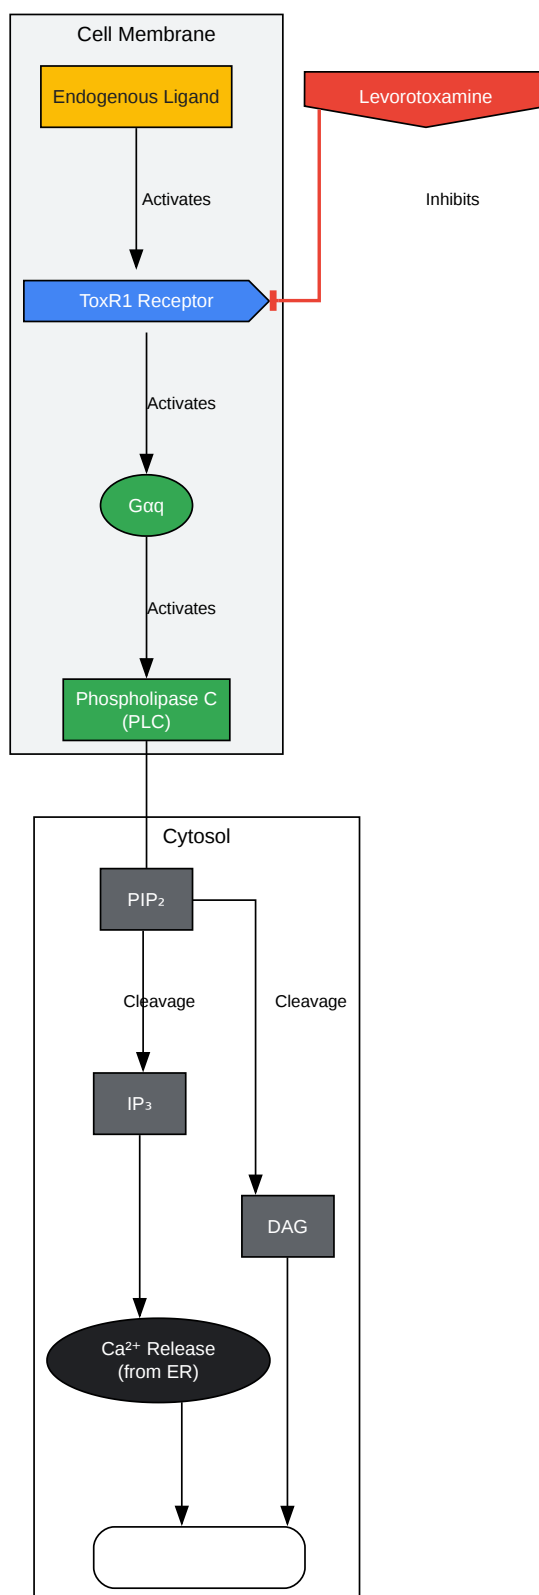 Cell Membrane
Endogenous Ligand
Levorotoxamine
Activates
Inhibits
ToxR1 Receptor
Activates
Gαq
Activates
Phospholipase C
(PLC)
Cytosol
PIP₂
Cleavage
Cleavage
IP₃
DAG
Ca²⁺ Release
(from ER)